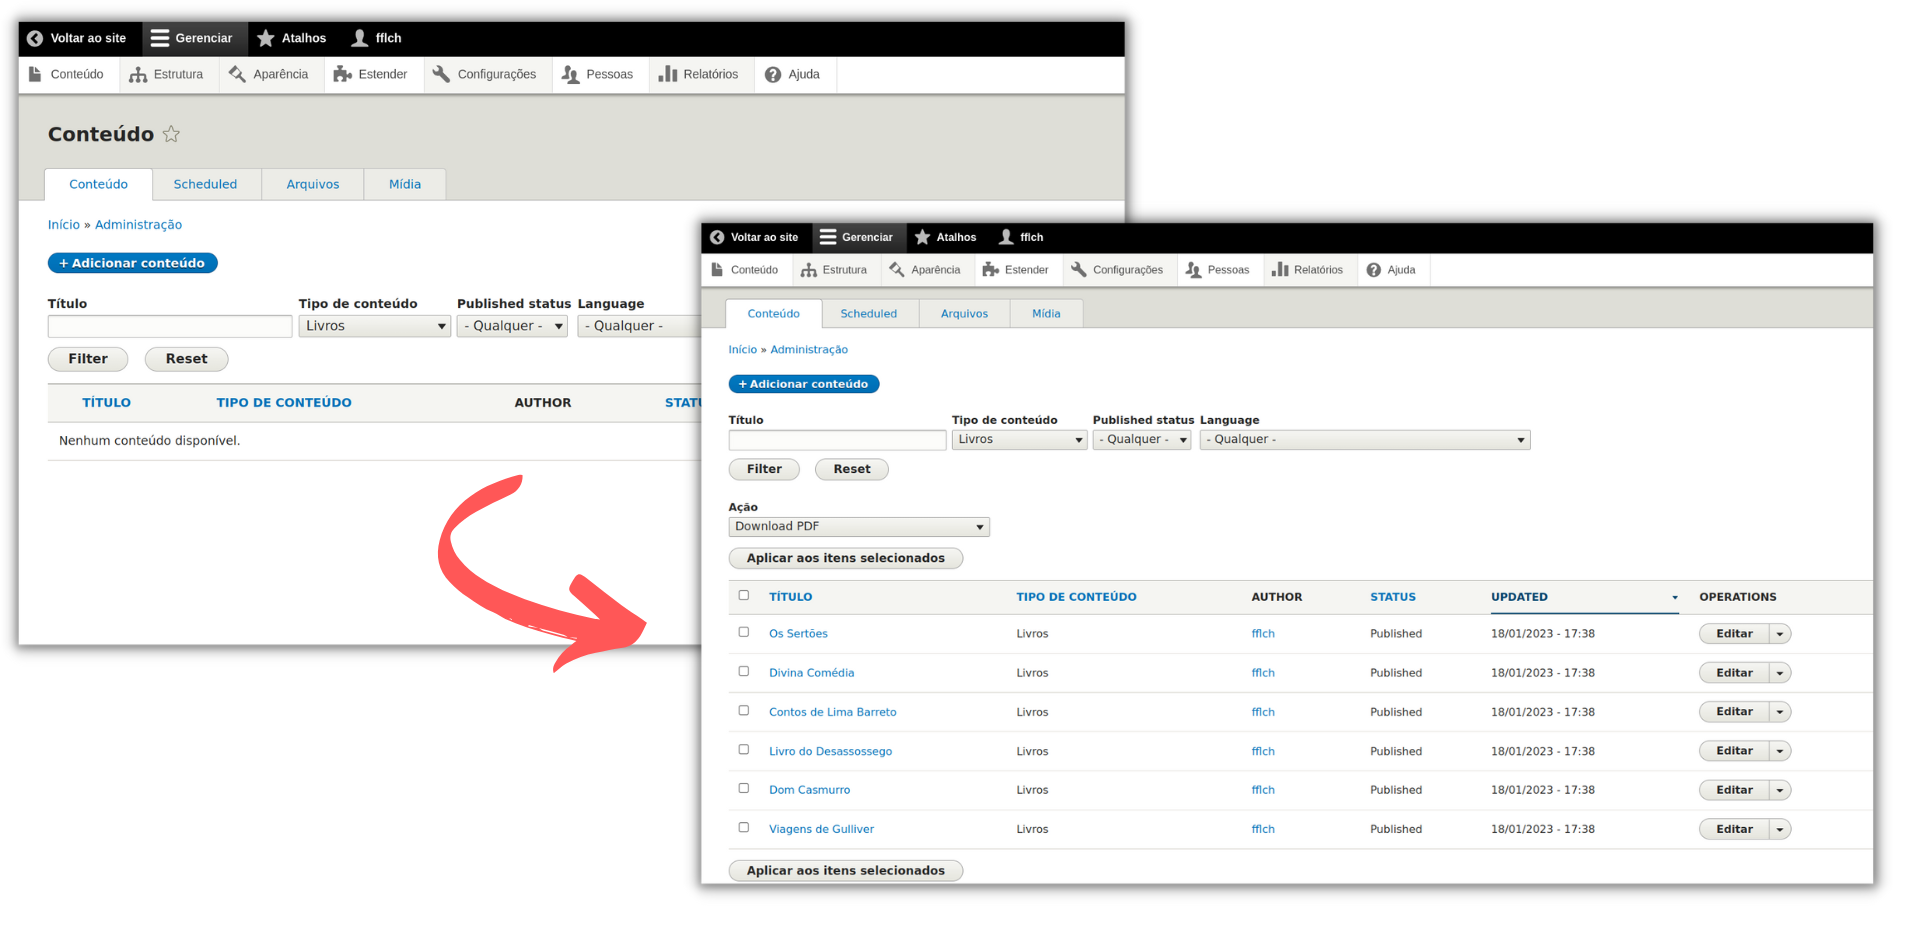 Voltar ao site Gerenciar Atalhos fflch
Conteúdo Estrutura Aparência Estender Configurações Pessoas Relatórios Ajuda
Conteúdo
Conteúdo Scheduled Arquivos Mídia
Início » Administração
+ Adicionar conteúdo
Título Tipo de conteúdo Published status Language
Livros - Qualquer - - Qualquer -
Filter Reset
TÍTULO TIPO DE CONTEÚDO AUTHOR STATU
Nenhum conteúdo disponível.
Voltar ao site Gerenciar Atalhos fflch
Conteúdo Estrutura Aparência Estender Configurações Pessoas Relatórios Ajuda
Conteúdo Scheduled Arquivos Mídia
Início » Administração
+ Adicionar conteúdo
Título Tipo de conteúdo Published status Language
Livros - Qualquer - - Qualquer -
Filter Reset
Ação
Download PDF
Aplicar aos itens selecionados
TÍTULO TIPO DE CONTEÚDO AUTHOR STATUS UPDATED OPERATIONS
Os Sertões Livros fflch Published 18/01/2023 - 17:38 Editar
Divina Comédia Livros fflch Published 18/01/2023 - 17:38 Editar
Contos de Lima Barreto Livros fflch Published 18/01/2023 - 17:38 Editar
Livro do Desassossego Livros fflch Published 18/01/2023 - 17:38 Editar
Dom Casmurro Livros fflch Published 18/01/2023 - 17:38 Editar
Viagens de Gulliver Livros fflch Published 18/01/2023 - 17:38 Editar
Aplicar aos itens selecionados